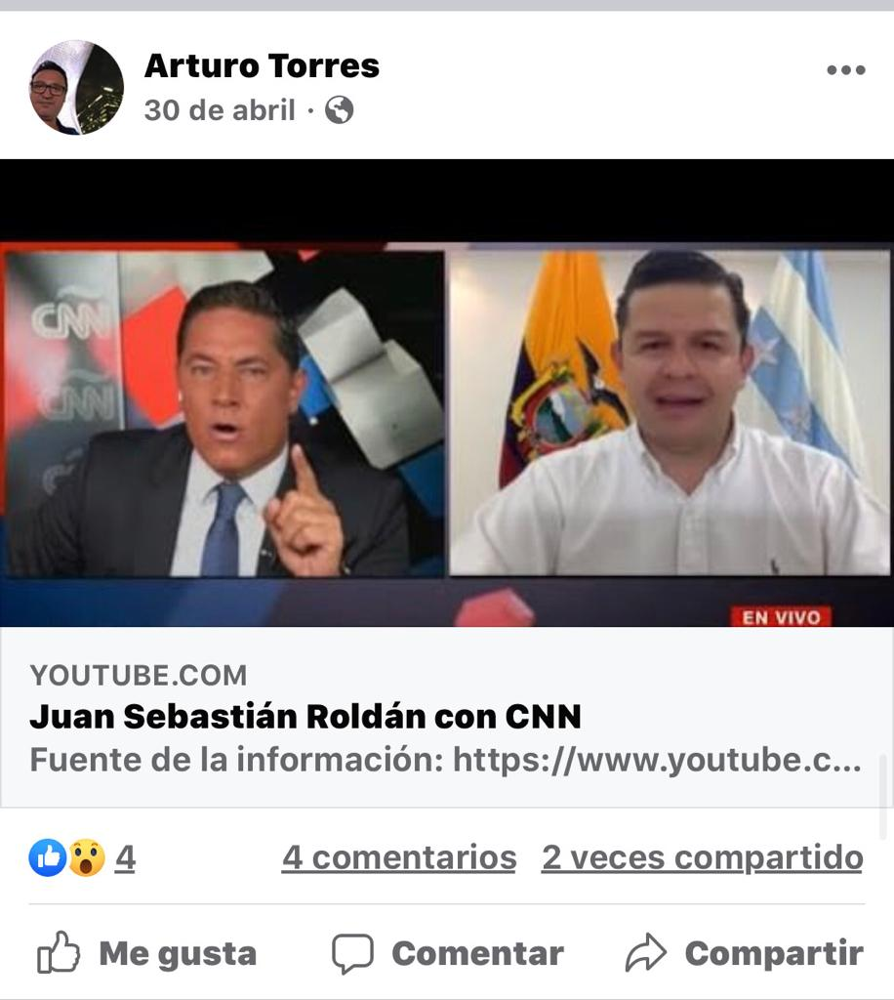 Arturo Torres
30 de abril ·
CNN
CNN
EN VIVO
YOUTUBE.COM
Juan Sebastián Roldán con CNN
Fuente de la información: https://www.youtube.c...
4
4 comentarios 2 veces compartido
Me gusta Comentar Compartir